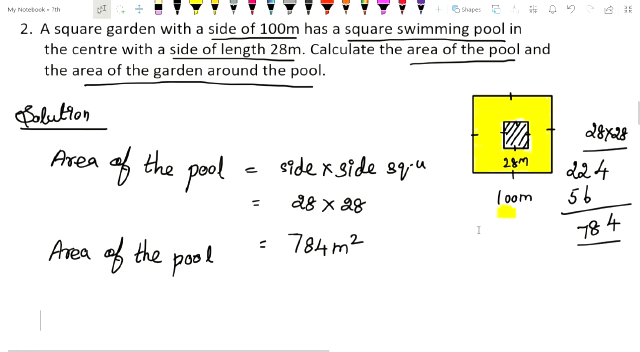 My Notebook • 7th
Shapes
2. A square garden with a side of 100m has a square swimming pool in
the centre with a side of length 28m. Calculate the area of the pool and
the area of the garden around the pool.
Solution
Area of the pool = side x side sq.u
= 28 x 28
Area of the pool = 784m²
28m
100m
28x28
224
56
784